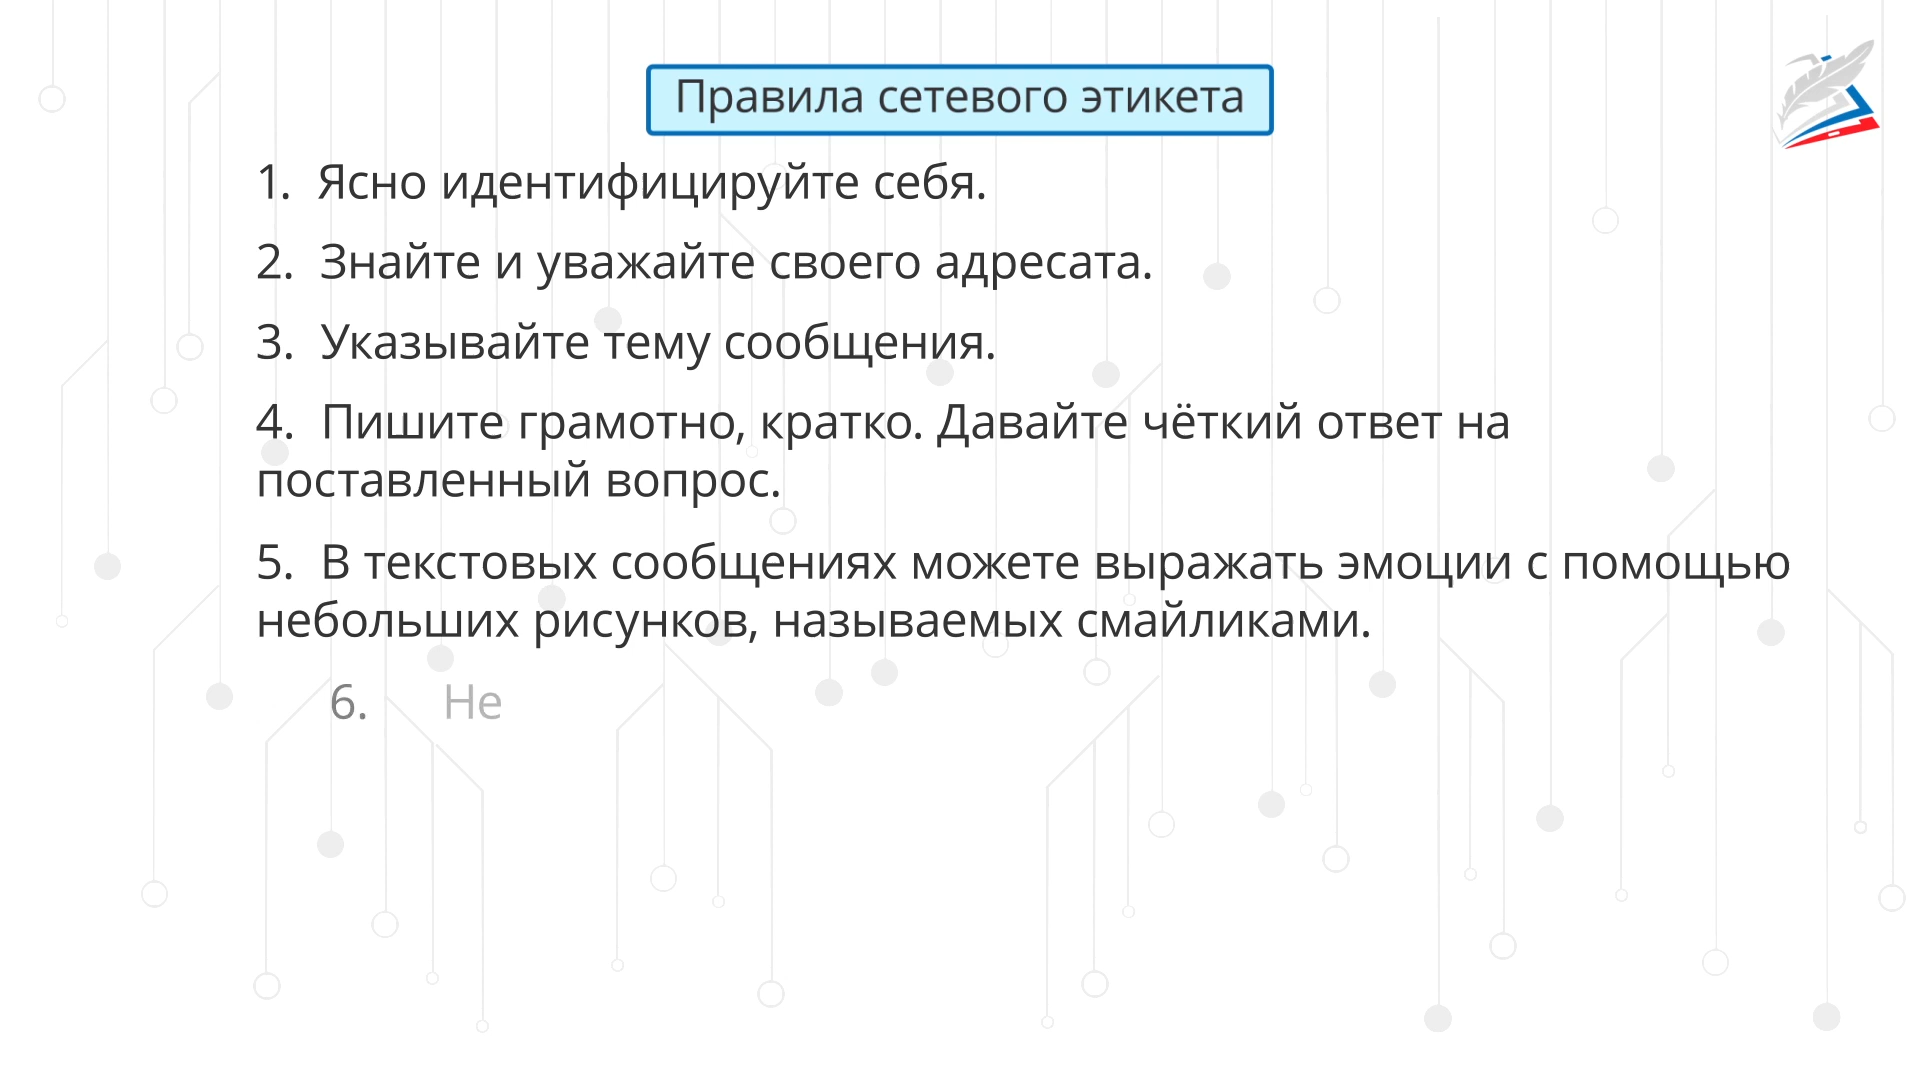 Правила сетевого этикета
1. Ясно идентифицируйте себя.
2. Знайте и уважайте своего адресата.
3. Указывайте тему сообщения.
4. Пишите грамотно, кратко. Давайте чёткий ответ на
поставленный вопрос.
5. В текстовых сообщениях можете выражать эмоции с помощью
небольших рисунков, называемых смайликами.
6. Не